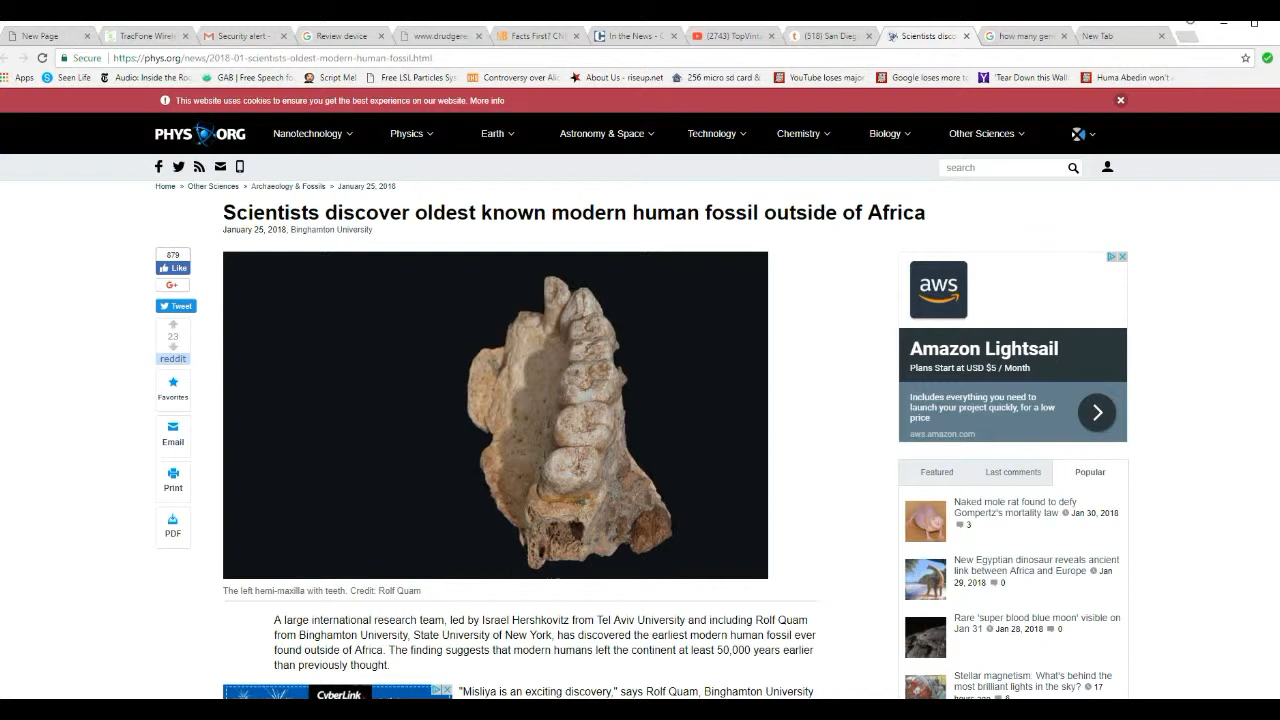 New Page
TracFone Wirele
Gmail Security alert -
Review device
www.drudgere
Facts First! CN
In the News -
(2743) TopVinta
(518) San Dieg
Scientists disco
how many gene
New Tab
Secure https://phys.org/news/2018-01-scientists-oldest-modern-human-fossil.html
Apps
Seen Life
Audio: Inside the Roo
GAB | Free Speech fo
Script Me!
Free LSL Particles Sys
Controversy over Alic
About Us - riseup.net
256 micro sd card &
YouTube loses major
Google loses more to
'Tear Down this Wall
Huma Abedin won't
This website uses cookies to ensure you get the best experience on our website. More info
PHYS ORG
Nanotechnology
Physics
Earth
Astronomy & Space
Technology
Chemistry
Biology
Other Sciences
search
Home » Other Sciences » Archaeology & Fossils » January 25, 2018
Scientists discover oldest known modern human fossil outside of Africa
January 25, 2018, Binghamton University
879
Like
G+
Tweet
23
reddit
Favorites
Email
Print
PDF
The left hemi-maxilla with teeth. Credit: Rolf Quam
A large international research team, led by Israel Hershkovitz from Tel Aviv University and including Rolf Quam
from Binghamton University, State University of New York, has discovered the earliest modern human fossil ever
found outside of Africa. The finding suggests that modern humans left the continent at least 50,000 years earlier
than previously thought.
CyberLink
"Misliya is an exciting discovery," says Rolf Quam, Binghamton University
aws
Amazon Lightsail
Plans Start at USD $5 / Month
Includes everything you need to
launch your project quickly, for a low
price
aws.amazon.com
Featured
Last comments
Popular
Naked mole rat found to defy
Gompertz's mortality law Jan 30, 2018
3
New Egyptian dinosaur reveals ancient
link between Africa and Europe Jan
29, 2018 0
Rare 'super blood blue moon' visible on
Jan 31 Jan 28, 2018 0
Stellar magnetism: What's behind the
most brilliant lights in the sky? 17